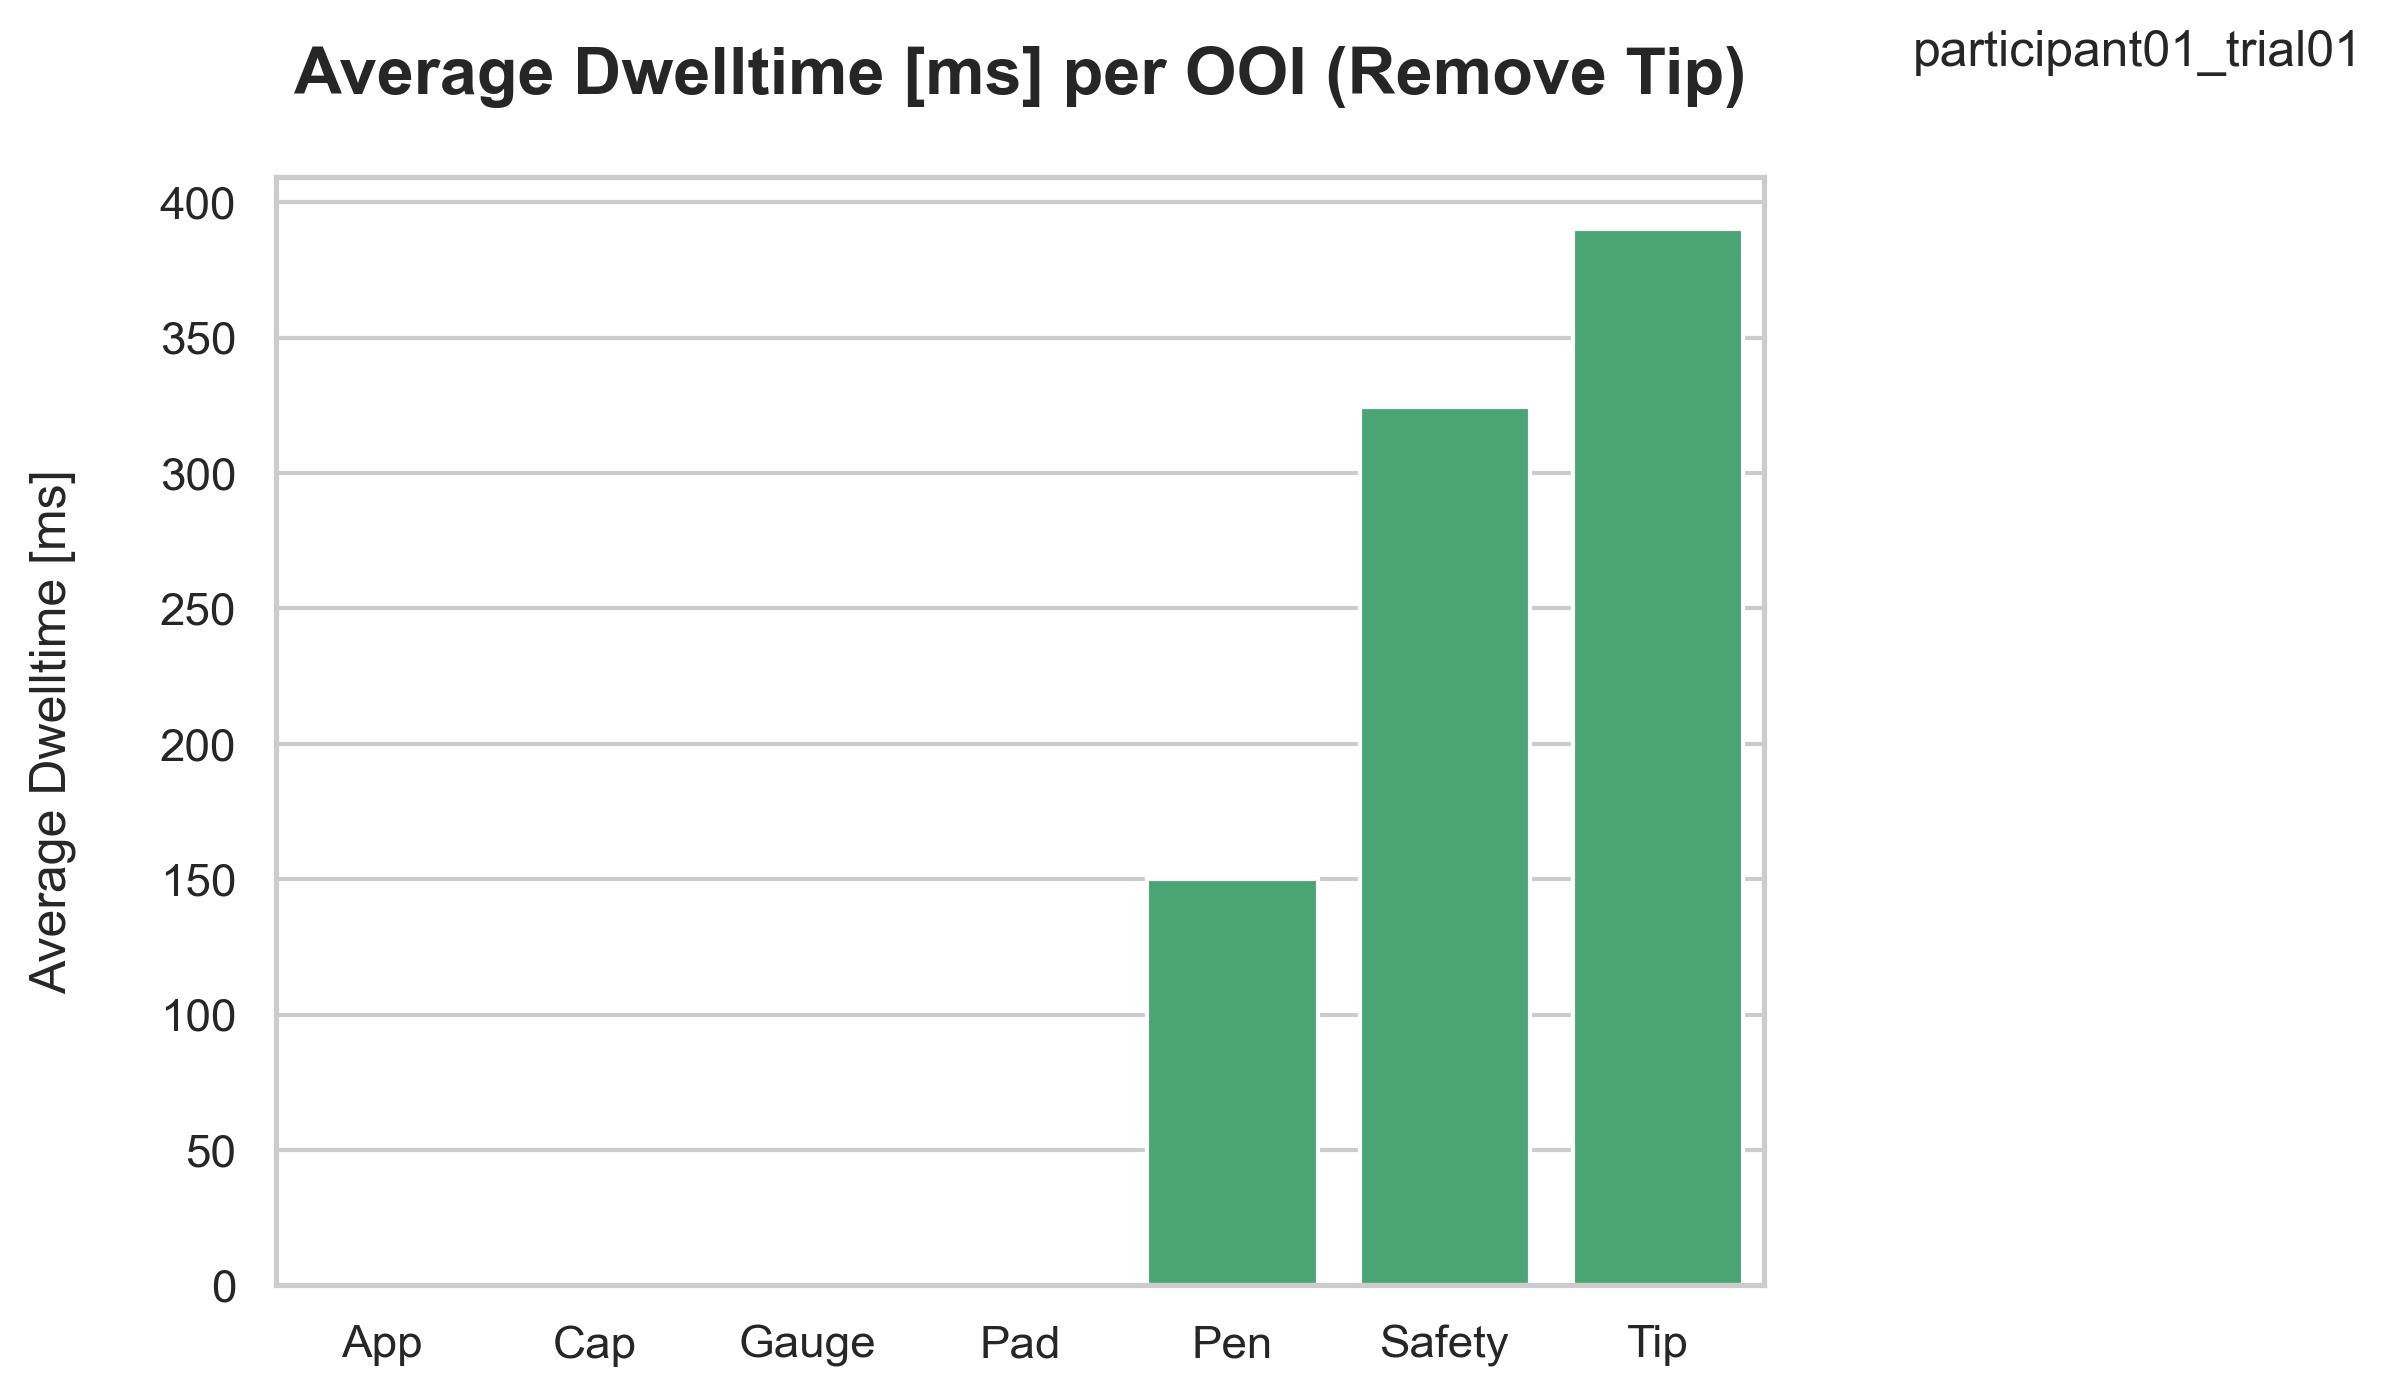 Average Dwelltime [ms] per OOI (Remove Tip)
participant01_trial01
Average Dwelltime [ms]
400
350
300
250
200
150
100
50
0
App Cap Gauge Pad Pen Safety Tip